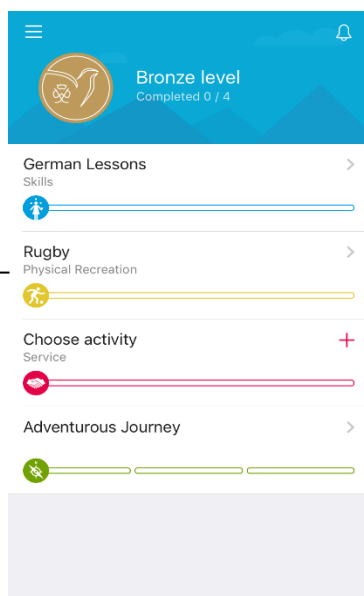 Bronze level
Completed 0 / 4
German Lessons
Skills
Rugby
Physical Recreation
Choose activity
Service
Adventurous Journey